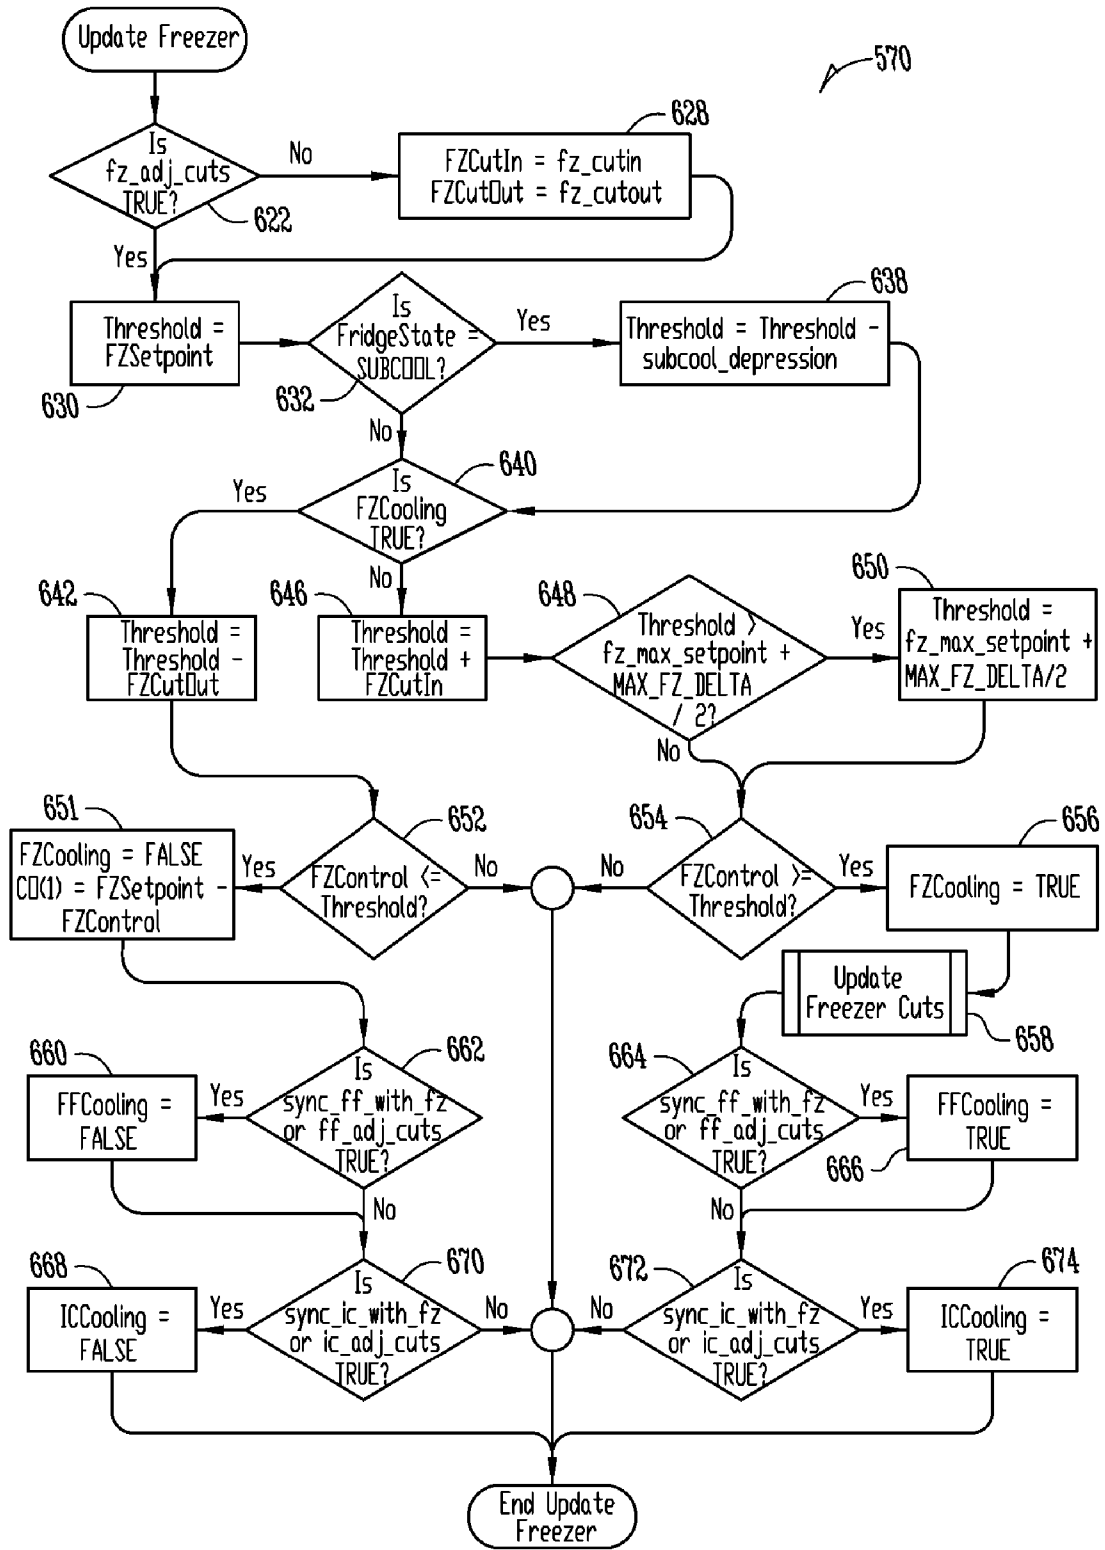 Update Freezer
570
Is
fz_adj_cuts
TRUE?
622
No
Yes
628
FZCutIn = fz_cutin
FZCut▯ut = fz_cutout
Threshold =
FZSetpoint
630
Is
FridgeState =
SUBC▯▯L?
632
Yes
No
638
Threshold = Threshold -
subcool_depression
640
Is
FZCooling
TRUE?
Yes
No
642
Threshold =
Threshold -
FZCut▯ut
646
Threshold =
Threshold +
FZCutIn
648
Threshold >
fz_max_setpoint +
MAX_FZ_DELTA
/ 2?
Yes
No
650
Threshold =
fz_max_setpoint +
MAX_FZ_DELTA/2
651
FZCooling = FALSE
C▯(1) = FZSetpoint -
FZControl
Yes
652
FZControl <=
Threshold?
No
No
654
FZControl >=
Threshold?
Yes
656
FZCooling = TRUE
Update
Freezer Cuts
658
660
FFCooling =
FALSE
Yes
662
Is
sync_ff_with_fz
or ff_adj_cuts
TRUE?
No
664
Is
sync_ff_with_fz
or ff_adj_cuts
TRUE?
Yes
No
FFCooling =
TRUE
666
668
ICCooling =
FALSE
Yes
670
Is
sync_ic_with_fz
or ic_adj_cuts
TRUE?
No
No
672
Is
sync_ic_with_fz
or ic_adj_cuts
TRUE?
Yes
674
ICCooling =
TRUE
End Update
Freezer